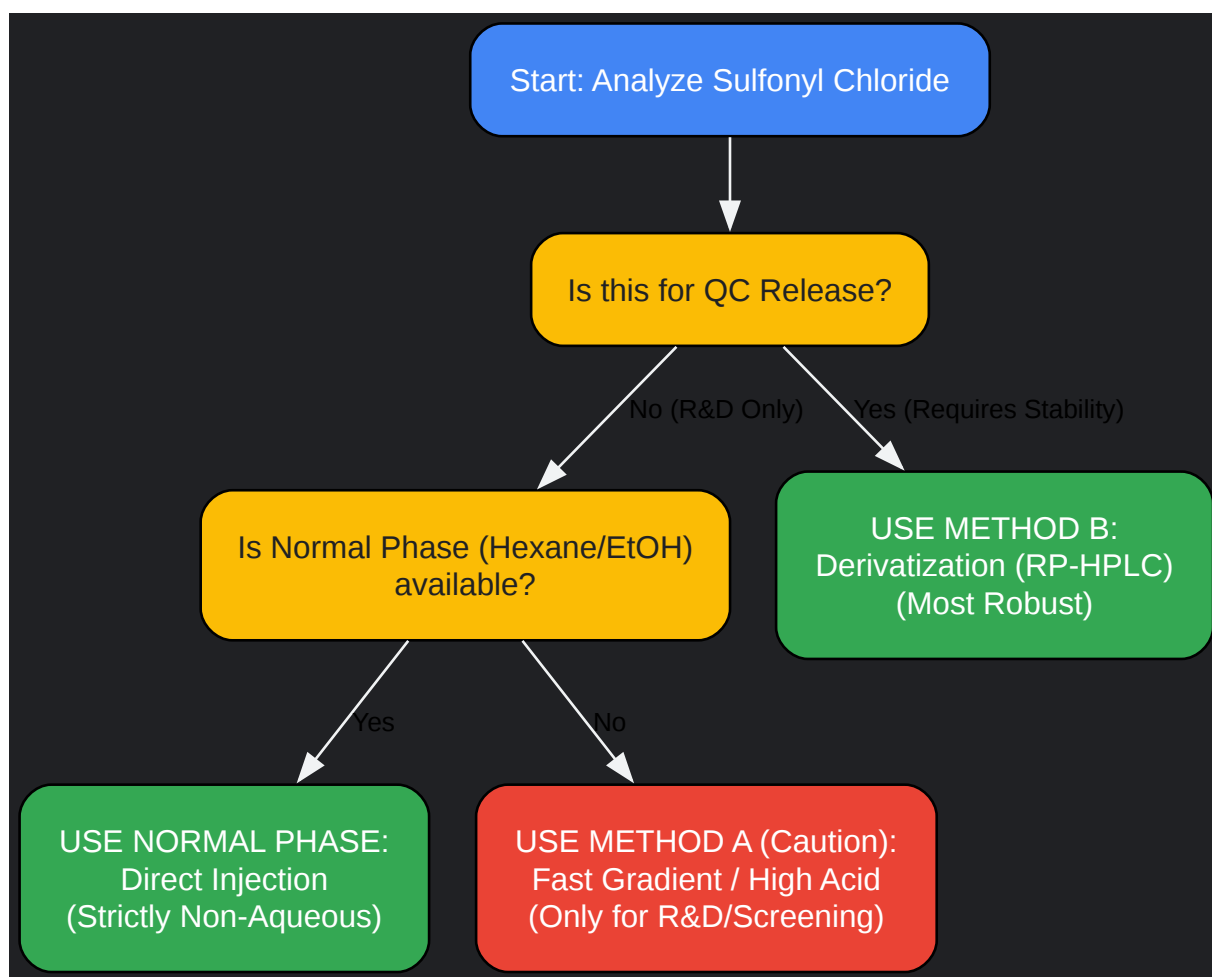 Start: Analyze Sulfonyl Chloride
Is this for QC Release?
No (R&D Only)
Yes (Requires Stability)
Is Normal Phase (Hexane/EtOH)
available?
USE METHOD B:
Derivatization (RP-HPLC)
(Most Robust)
Yes
No
USE NORMAL PHASE:
Direct Injection
(Strictly Non-Aqueous)
USE METHOD A (Caution):
Fast Gradient / High Acid
(Only for R&D/Screening)